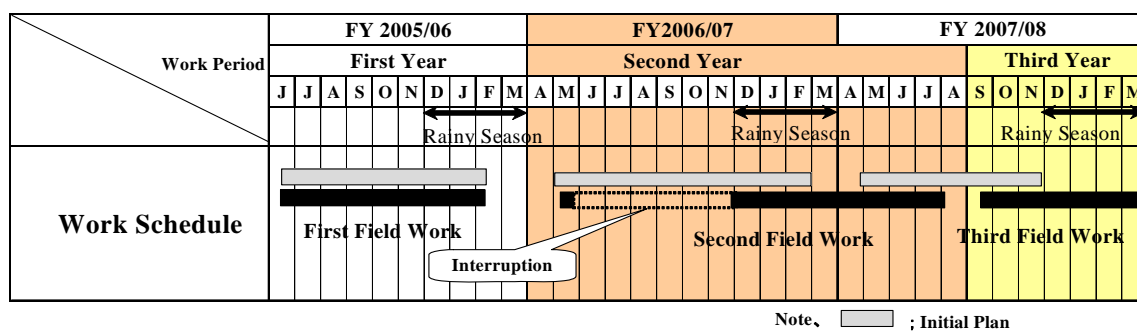 FY 2005/06 FY2006/07 FY 2007/08
Work Period First Year Second Year Third Year
J J A S O N D J F M A M J J A S O N D J F M A M J J A S O N D J F M
Rainy Season Rainy Season Rainy Season
Work Schedule
First Field Work Second Field Work Third Field Work
Interruption
Note、 ; Initial Plan